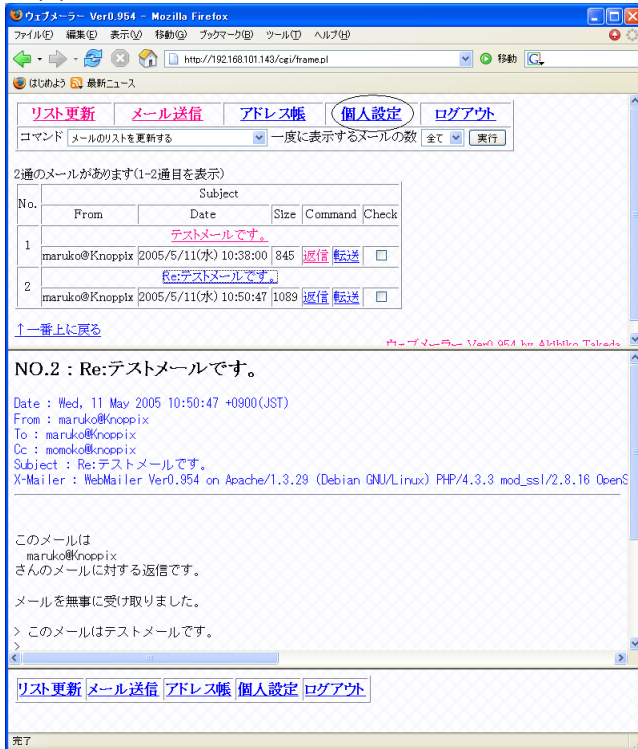 ウェブメーラー Ver0.954 - Mozilla Firefox
ファイル(F) 編集(E) 表示(V) 移動(G) ブックマーク(B) ツール(T) ヘルプ(H)
http://192.168.101.143/cgi/frame.pl 移動 G
はじめよう 最新ニュース
リスト更新 メール送信 アドレス帳 個人設定 ログアウト
コマンド メールのリストを更新する 一度に表示するメールの数 全て 実行
2通のメールがあります(1-2通目を表示)
No. Subject
From Date Size Command Check
1 テストメールです。
maruko@Knoppix 2005/5/11(水) 10:38:00 845 返信 転送
2 Re:テストメールです。
maruko@Knoppix 2005/5/11(水) 10:50:47 1089 返信 転送
↑一番上に戻る
ウェブメーラー Ver0.954 by Akihiko Takeda
NO.2 : Re:テストメールです。
Date : Wed, 11 May 2005 10:50:47 +0900(JST)
From : maruko@Knoppix
To : maruko@Knoppix
Cc : momoko@knoppix
Subject : Re:テストメールです。
X-Mailer : WebMailer Ver0.954 on Apache/1.3.29 (Debian GNU/Linux) PHP/4.3.3 mod_ssl/2.8.16 OpenS
このメールは
maruko@Knoppix
さんのメールに対する返信です。
メールを無事に受け取りました。
> このメールはテストメールです。
>
リスト更新 メール送信 アドレス帳 個人設定 ログアウト
完了